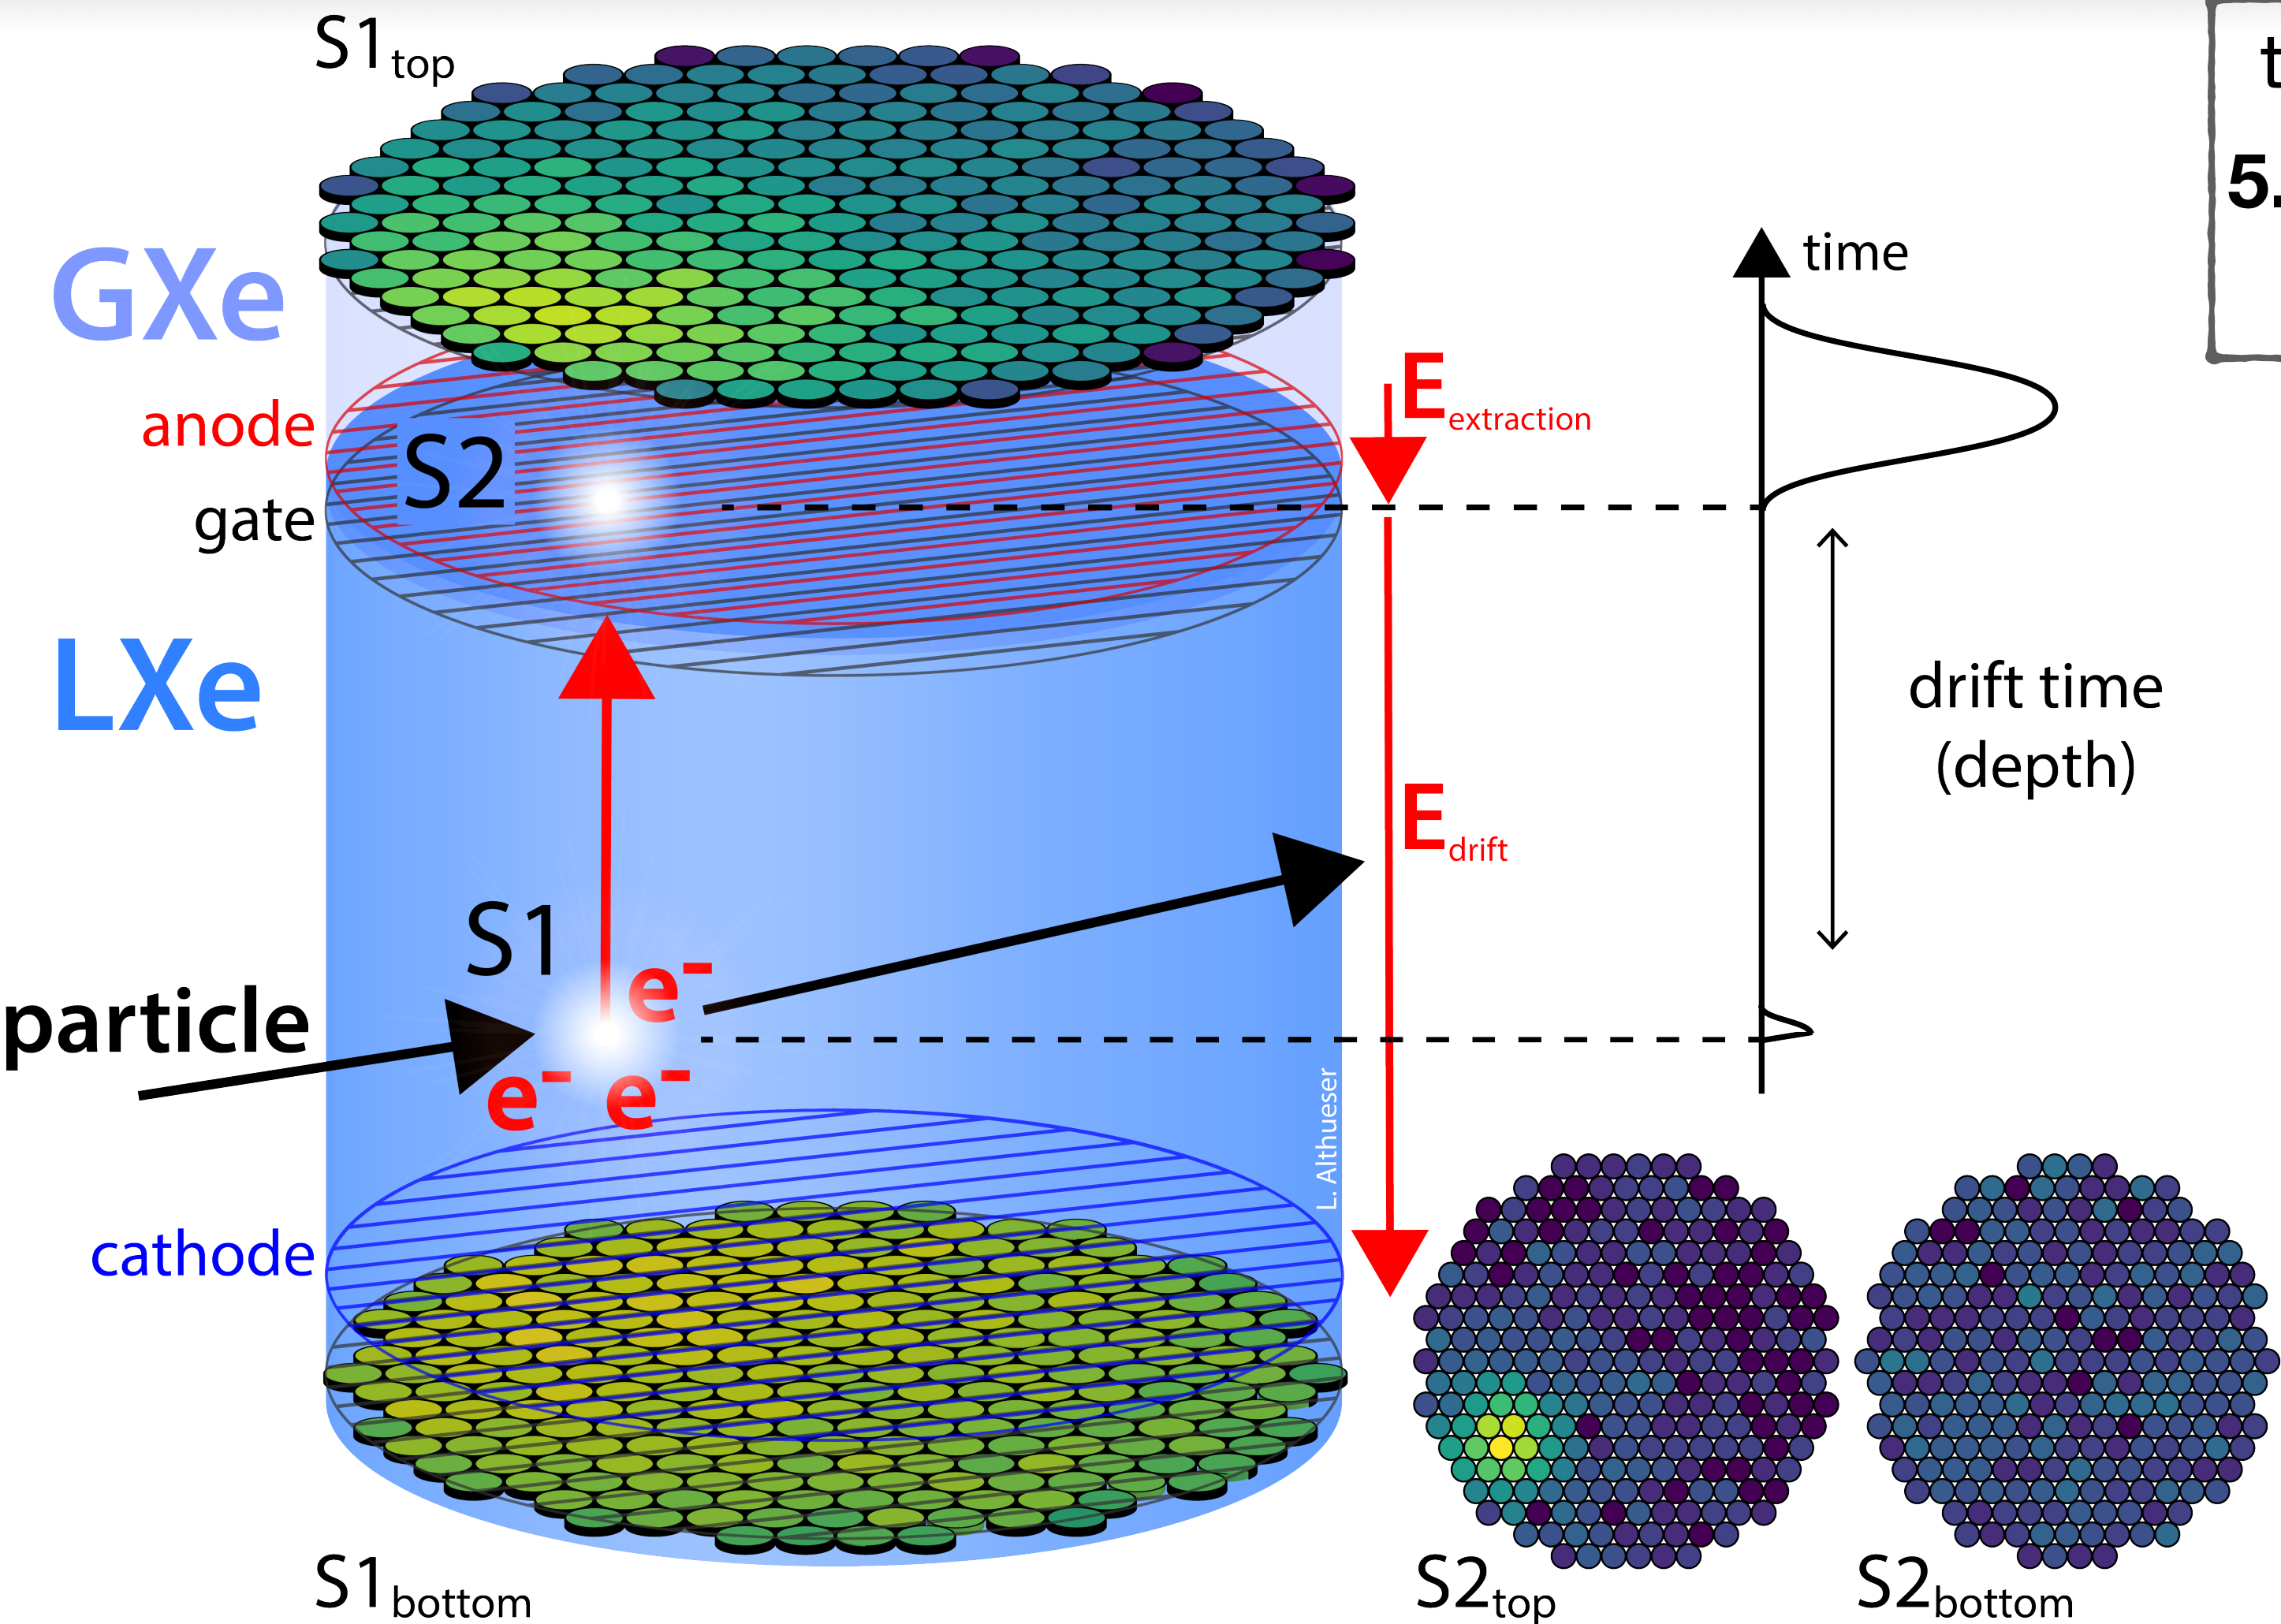 S1top
t
5.
GXe
time
anode
Eextraction
S2
gate
LXe
drift time
(depth)
Edrift
S1
e-
particle
e- e-
L. Althueser
cathode
S1bottom
S2top
S2bottom